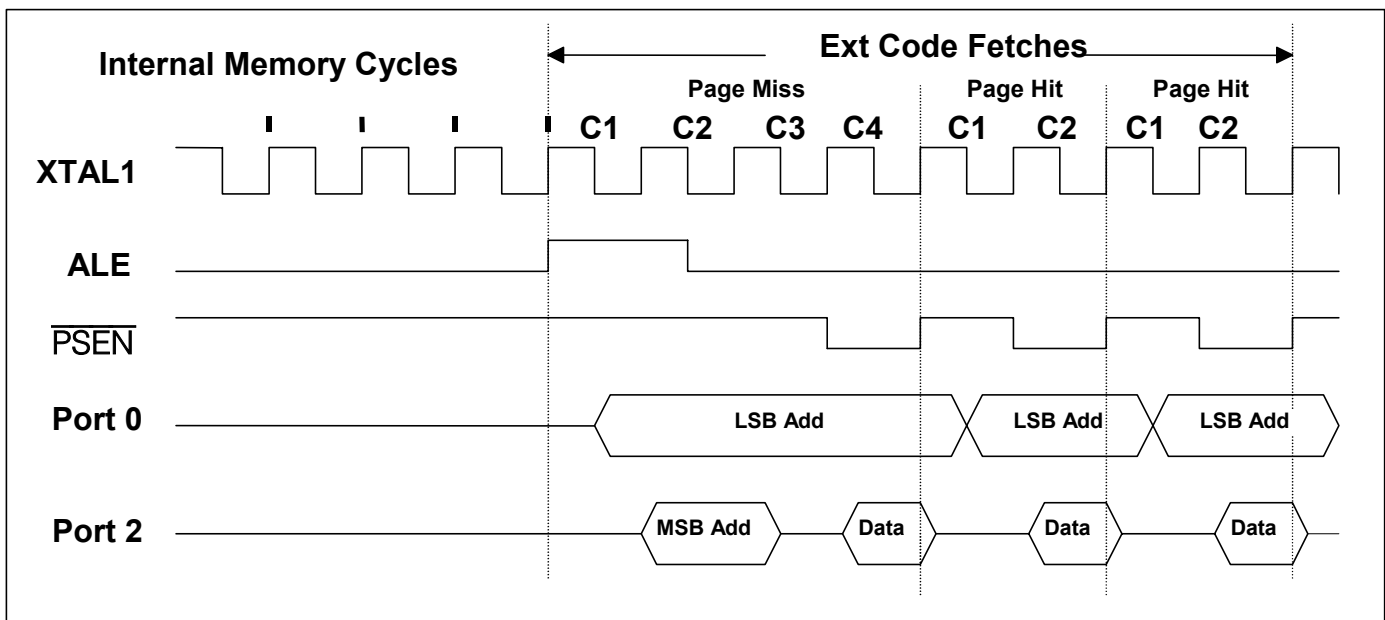 Internal Memory Cycles
Ext Code Fetches
Page Miss Page Hit Page Hit
C1 C2 C3 C4 C1 C2 C1 C2
XTAL1
ALE
PSEN
Port 0 LSB Add LSB Add LSB Add
Port 2 MSB Add Data Data Data